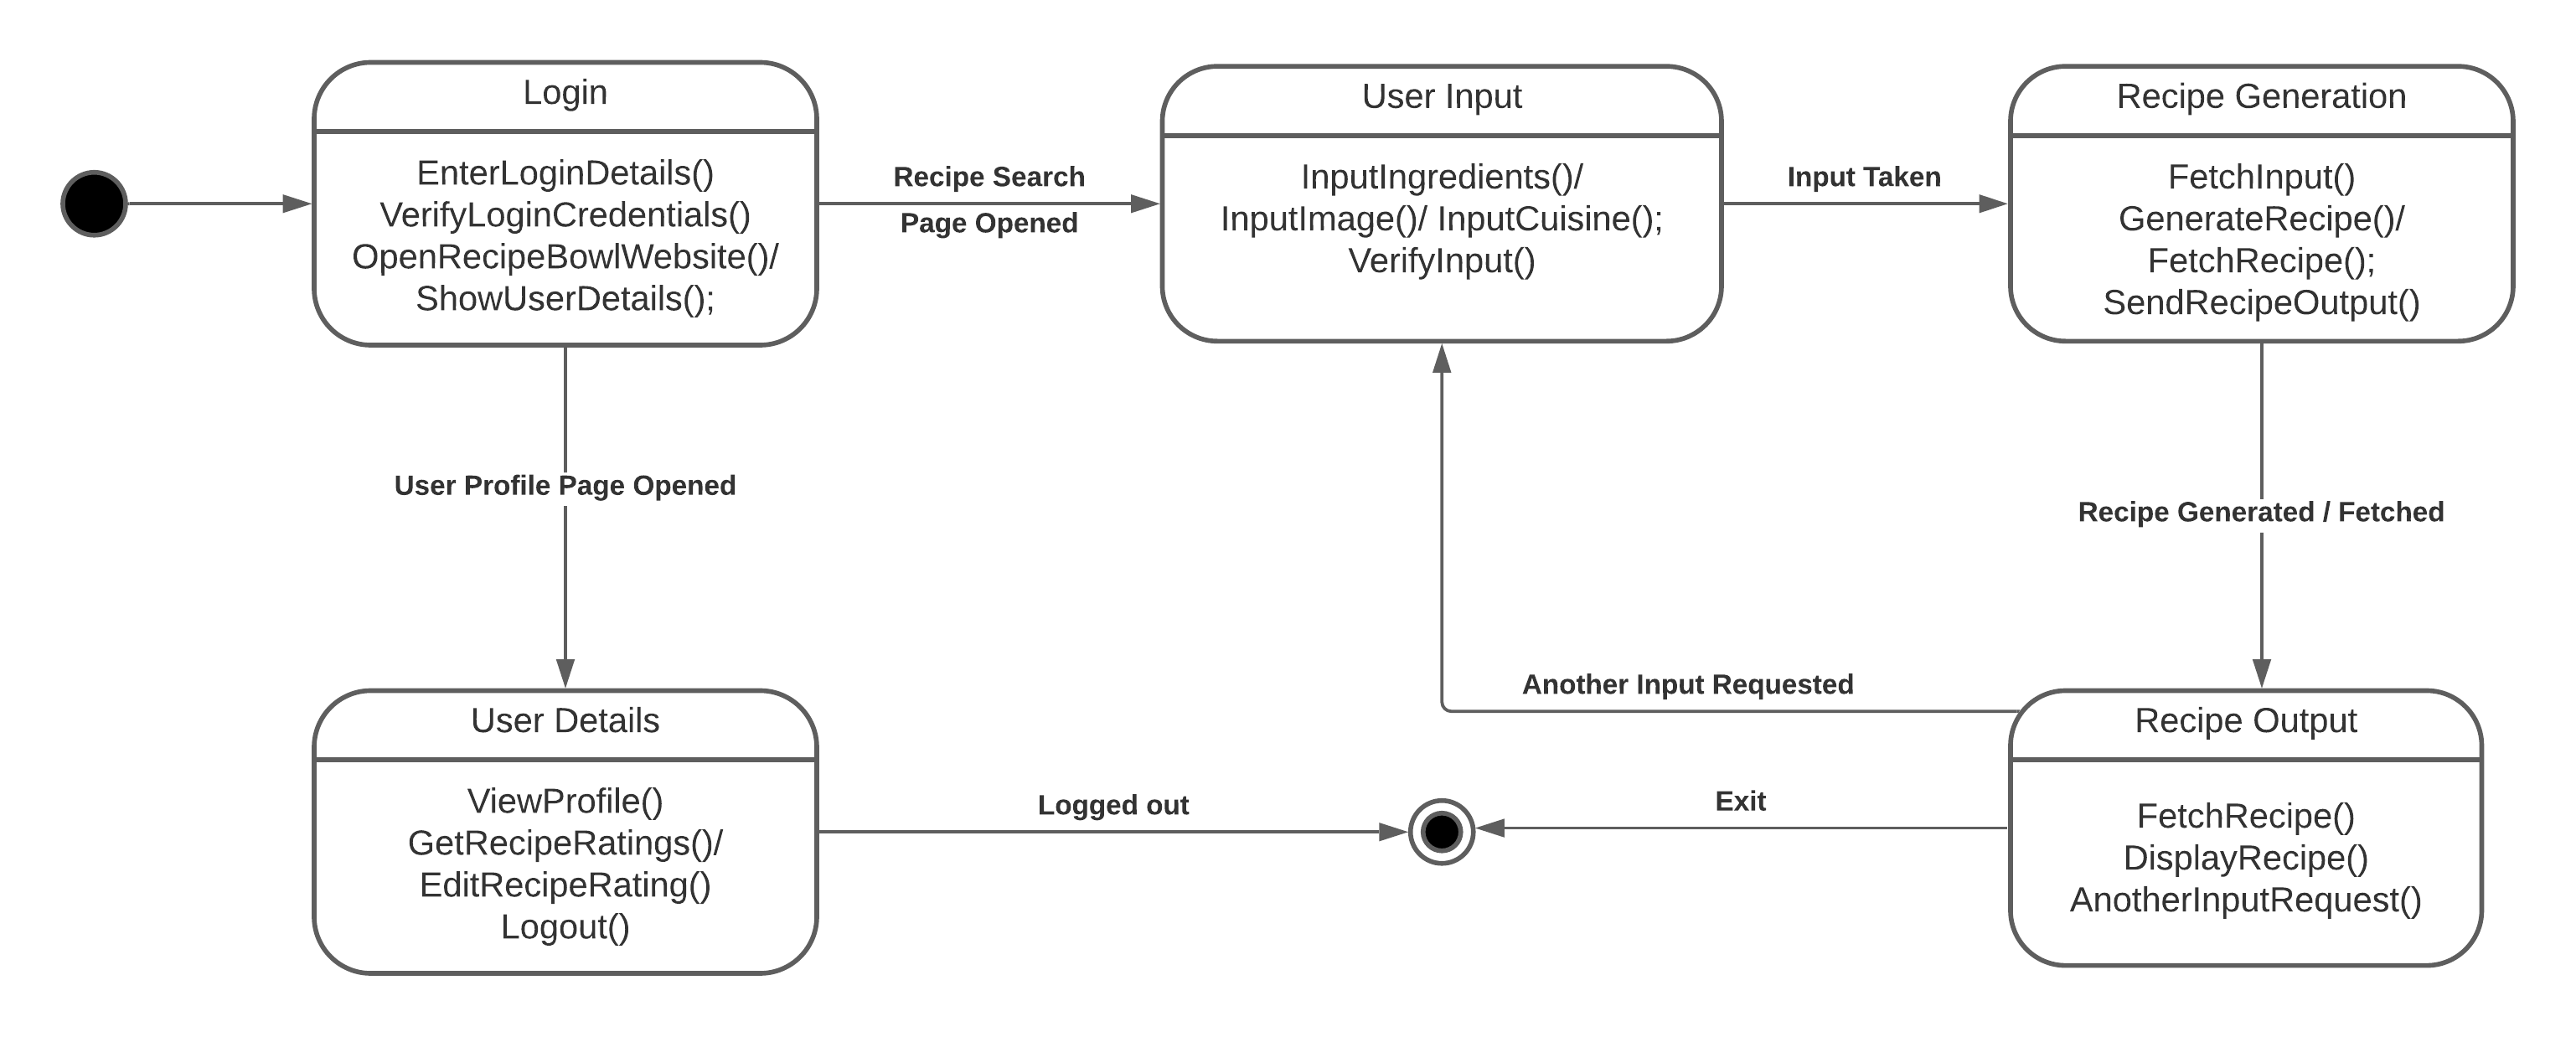 Login
EnterLoginDetails()
VerifyLoginCredentials()
OpenRecipeBowlWebsite()/
ShowUserDetails();
Recipe Search
Page Opened
User Input
InputIngredients()/
InputImage()/ InputCuisine();
VerifyInput()
Input Taken
Recipe Generation
FetchInput()
GenerateRecipe()/
FetchRecipe();
SendRecipeOutput()
User Profile Page Opened
Recipe Generated / Fetched
Another Input Requested
User Details
ViewProfile()
GetRecipeRatings()/
EditRecipeRating()
Logout()
Logged out
Exit
Recipe Output
FetchRecipe()
DisplayRecipe()
AnotherInputRequest()